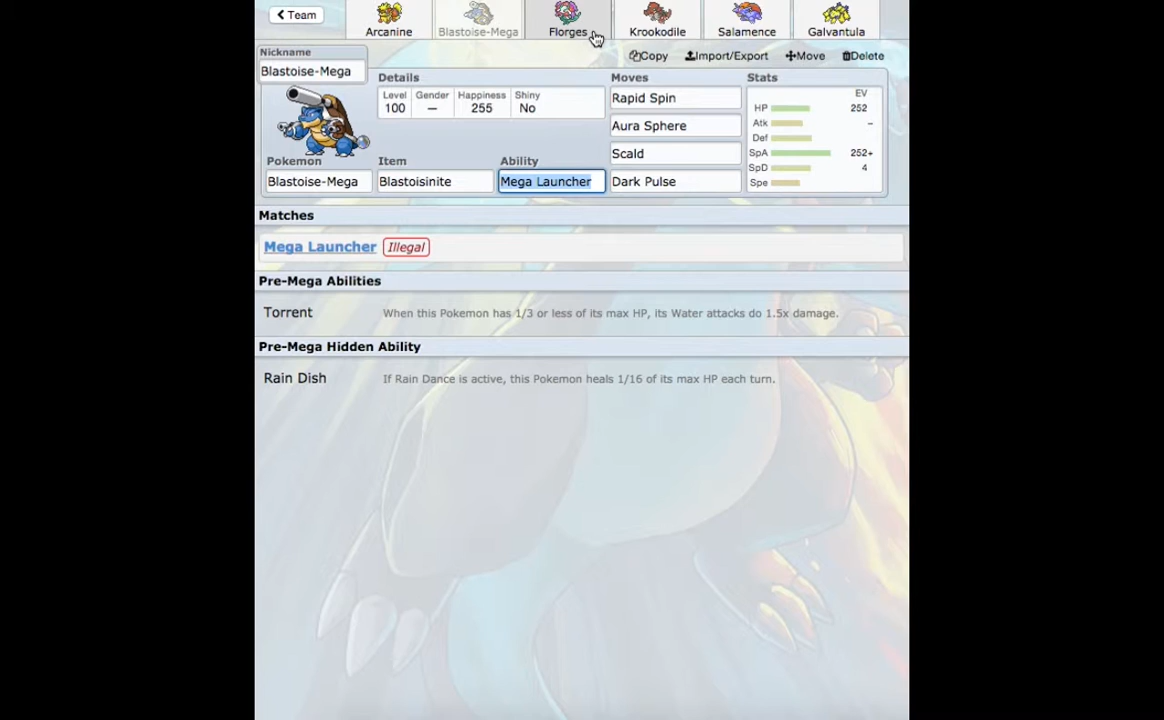 Team
Arcanine
Blastoise-Mega
Florges
Krookodile
Salamence
Galvantula
Copy
Import/Export
Move
Delete
Nickname
Blastoise-Mega
Details
Level Gender Happiness Shiny
100 — 255 No
Pokemon
Blastoise-Mega
Item
Blastoisinite
Ability
Mega Launcher
Moves
Rapid Spin
Aura Sphere
Scald
Dark Pulse
Stats
EV
HP 252
Atk –
Def
SpA 252+
SpD 4
Spe
Matches
Mega Launcher Illegal
Pre-Mega Abilities
Torrent When this Pokemon has 1/3 or less of its max HP, its Water attacks do 1.5x damage.
Pre-Mega Hidden Ability
Rain Dish If Rain Dance is active, this Pokemon heals 1/16 of its max HP each turn.